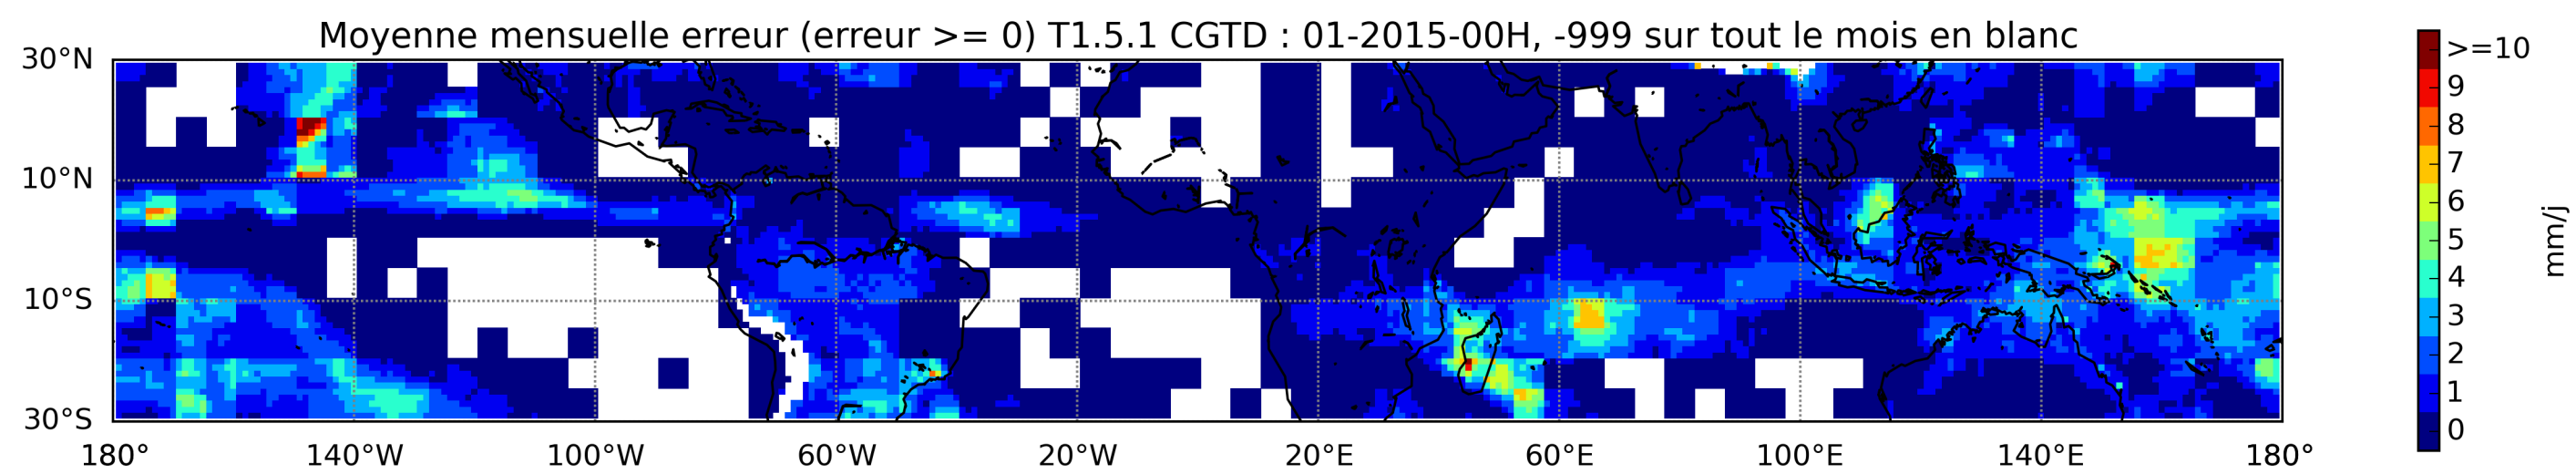 Moyenne mensuelle erreur (erreur >= 0) T1.5.1 CGTD : 01-2015-00H, -999 sur tout le mois en blanc
30°N
10°N
10°S
30°S
180° 140°W 100°W 60°W 20°W 20°E 60°E 100°E 140°E 180°
>=10
9
8
7
6
5
4
3
2
1
0
mm/j